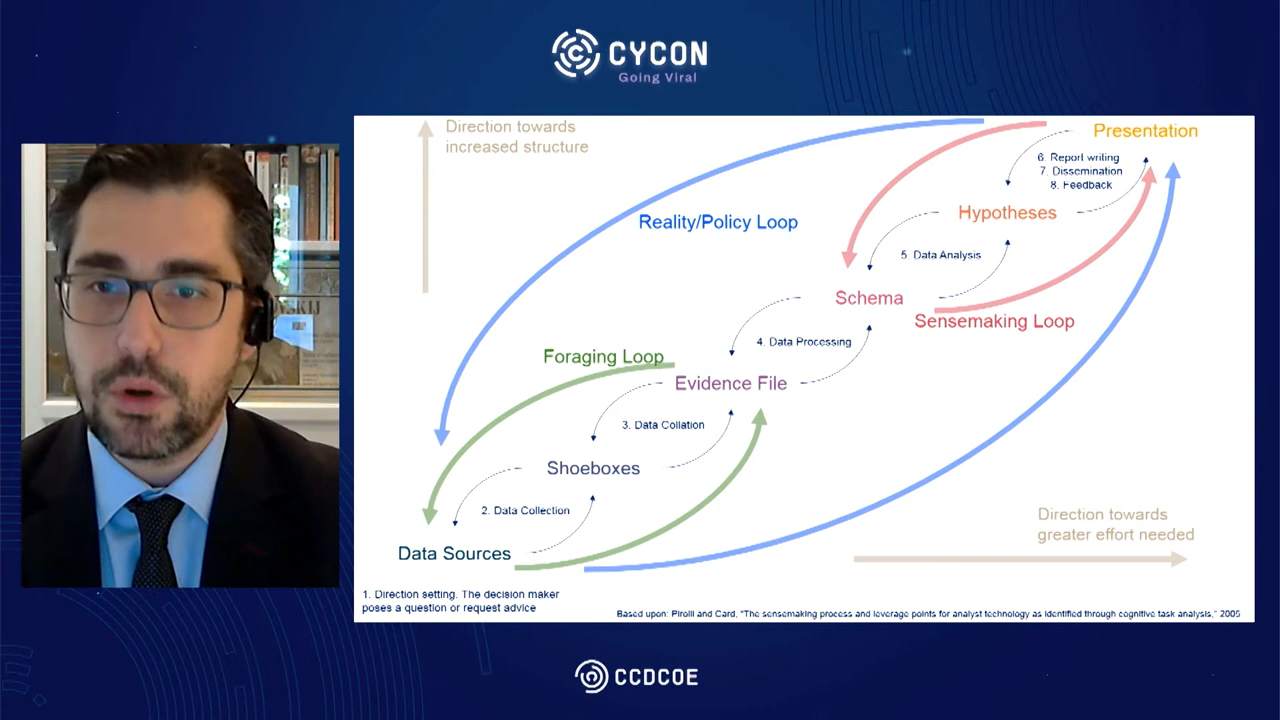 CYCON
Going Viral
Direction towards
increased structure
Presentation
6. Report writing
7. Dissemination
8. Feedback
Reality/Policy Loop
Hypotheses
5. Data Analysis
Schema
Sensemaking Loop
4. Data Processing
Foraging Loop
Evidence File
3. Data Collation
Shoeboxes
2. Data Collection
Direction towards
greater effort needed
Data Sources
1. Direction setting. The decision maker
poses a question or request advice
Based upon: Pirolli and Card, "The sensemaking process and leverage points for analyst technology as identified through cognitive task analysis," 2005
CCDCOE